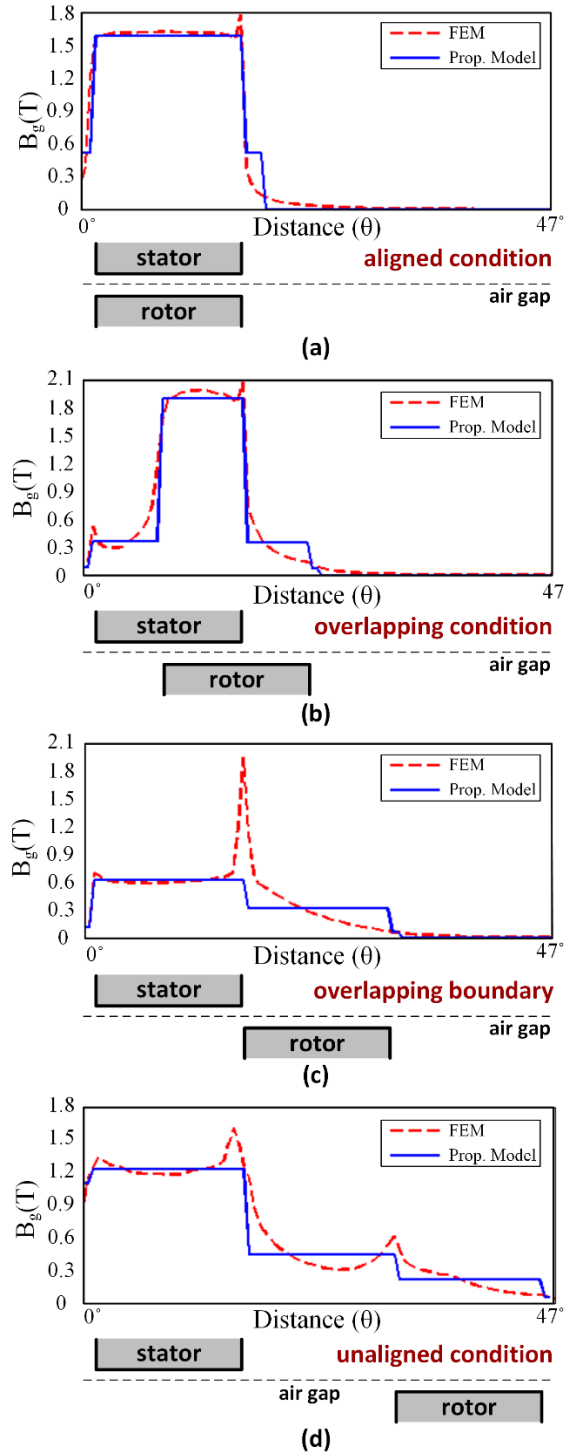 1.8
1.5
1.2
0.9
0.6
0.3
0
B_g(T)
FEM
Prop. Model
0°
Distance (θ)
47°
stator
aligned condition
air gap
rotor
(a)
2.1
1.8
1.5
1.2
0.9
0.6
0.3
0
B_g(T)
FEM
Prop. Model
0°
Distance (θ)
47
stator
overlapping condition
air gap
rotor
(b)
2.1
1.8
1.5
1.2
0.9
0.6
0.3
0
B_g(T)
FEM
Prop. Model
0°
Distance (θ)
47°
stator
overlapping boundary
air gap
rotor
(c)
1.8
1.5
1.2
0.9
0.6
0.3
0
B_g(T)
FEM
Prop. Model
0°
Distance (θ)
47°
stator
unaligned condition
air gap
rotor
(d)